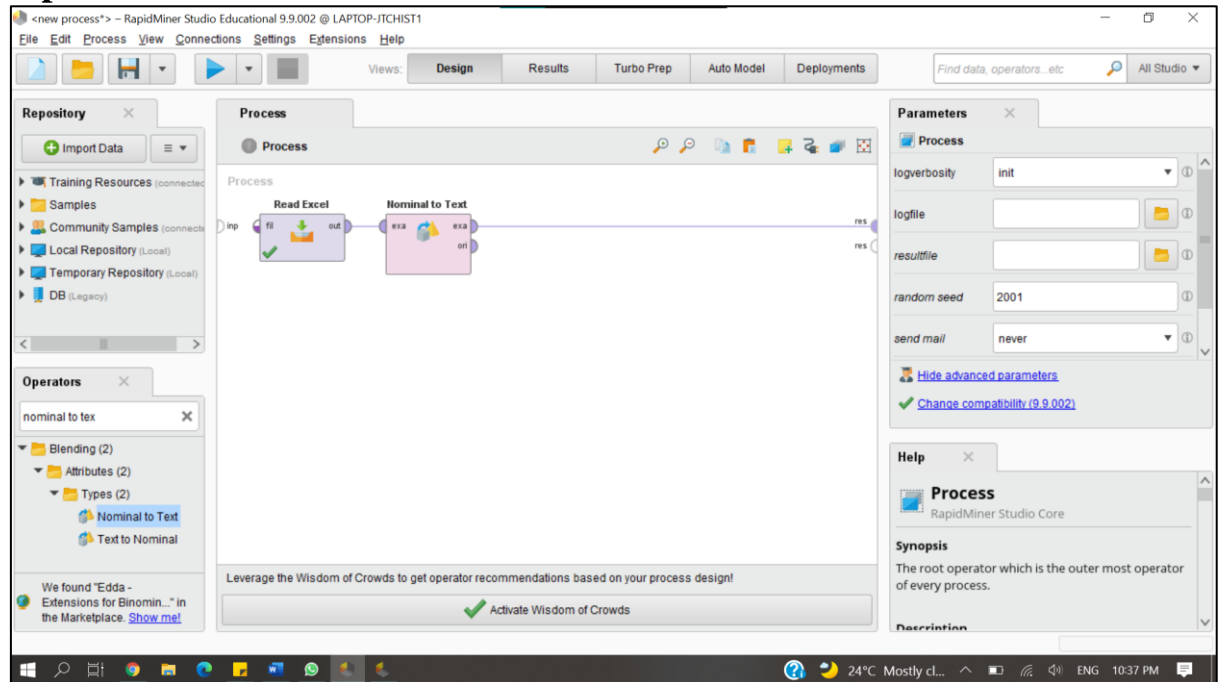 <new process*> – RapidMiner Studio Educational 9.9.002 @ LAPTOP-JTCHIST1
File Edit Process View Connections Settings Extensions Help
Views: Design Results Turbo Prep Auto Model Deployments
Find data, operators...etc All Studio
Repository
Import Data
Training Resources (connected
Samples
Community Samples (connecte
Local Repository (Local)
Temporary Repository (Local)
DB (Legacy)
Operators
nominal to tex
Blending (2)
Attributes (2)
Types (2)
Nominal to Text
Text to Nominal
We found "Edda -
Extensions for Binomin..." in
the Marketplace. Show me!
Process
Process
Process
Read Excel Nominal to Text
inp fil out exa exa res
ori res
Leverage the Wisdom of Crowds to get operator recommendations based on your process design!
Activate Wisdom of Crowds
Parameters
Process
logverbosity init
logfile
resultfile
random seed 2001
send mail never
Hide advanced parameters
Change compatibility (9.9.002)
Help
Process
RapidMiner Studio Core
Synopsis
The root operator which is the outer most operator
of every process.
Description
24°C Mostly cl... ENG 10:37 PM